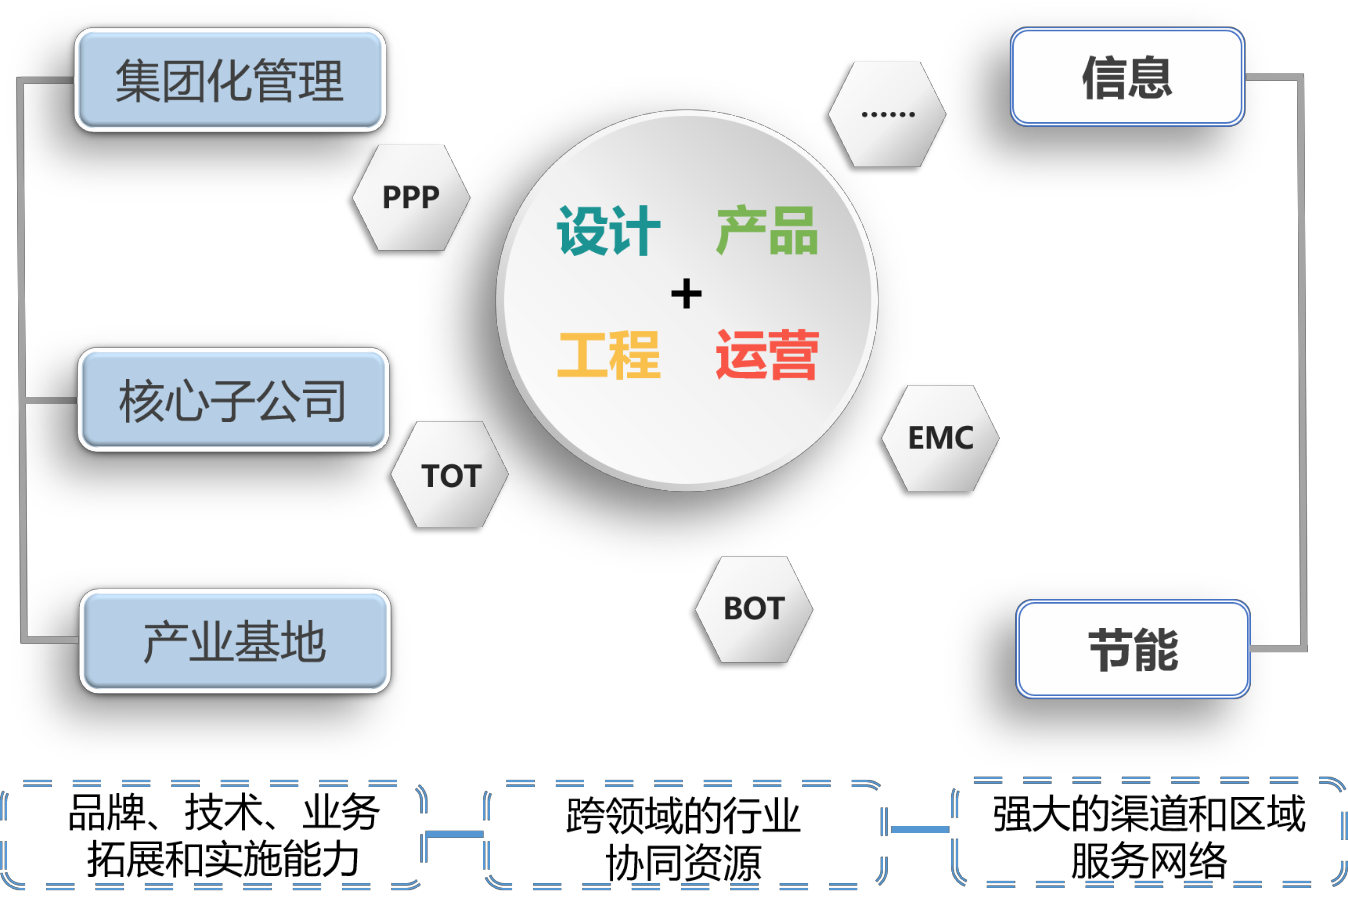 集团化管理
信息
……
PPP
设计 产品
+
工程 运营
核心子公司
EMC
TOT
BOT
产业基地
节能
品牌、技术、业务
拓展和实施能力
跨领域的行业
协同资源
强大的渠道和区域
服务网络